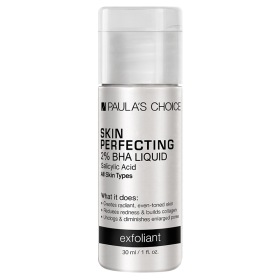 PAULA'S CHOICE
SKIN
PERFECTING
2% BHA LIQUID
Salicylic Acid
All Skin Types
What it does:
• Creates radiant, even-toned skin
• Reduces redness & builds collagen
• Unclogs & diminishes enlarged pores
exfoliant
30 ml / 1 fl. oz.